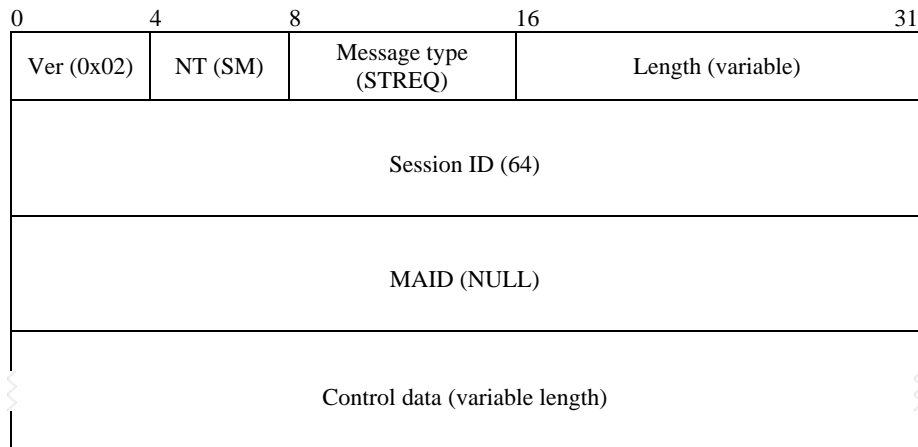 0 4 8 16 31
Ver (0x02) NT (SM) Message type (STREQ) Length (variable)
Session ID (64)
MAID (NULL)
Control data (variable length)